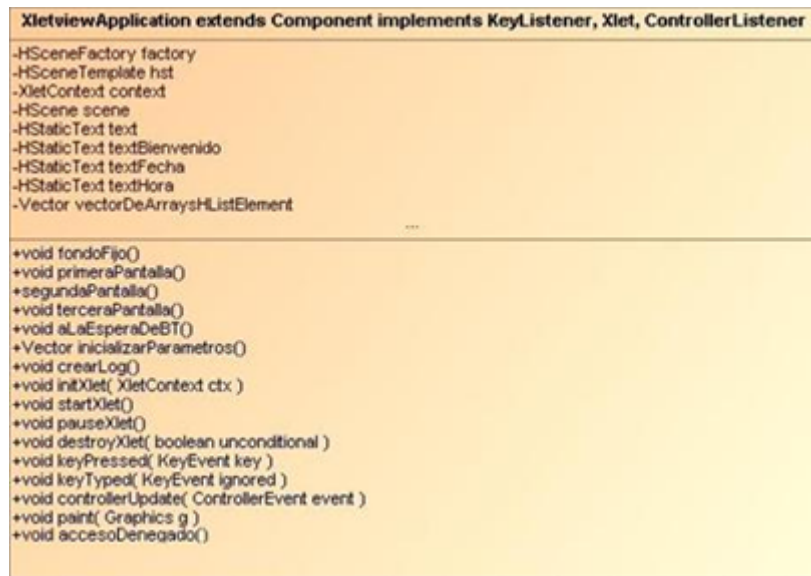 XletviewApplication extends Component implements KeyListener, Xlet, ControllerListener
-HSceneFactory factory
-HSceneTemplate hst
-XletContext context
-HScene scene
-HStaticText text
-HStaticText textBienvenido
-HStaticText textFecha
-HStaticText textHora
-Vector vectorDeArraysHListElement
...
+void fondoFijo()
+void primeraPantalla()
+segundaPantalla()
+void terceraPantalla()
+void aLaEsperaDeBT()
+Vector inicializarParametros()
+void crearLog()
+void initXlet( XletContext ctx )
+void startXlet()
+void pauseXlet()
+void destroyXlet( boolean unconditional )
+void keyPressed( KeyEvent key )
+void keyTyped( KeyEvent ignored )
+void controllerUpdate( ControllerEvent event )
+void paint( Graphics g )
+void accesoDenegado()